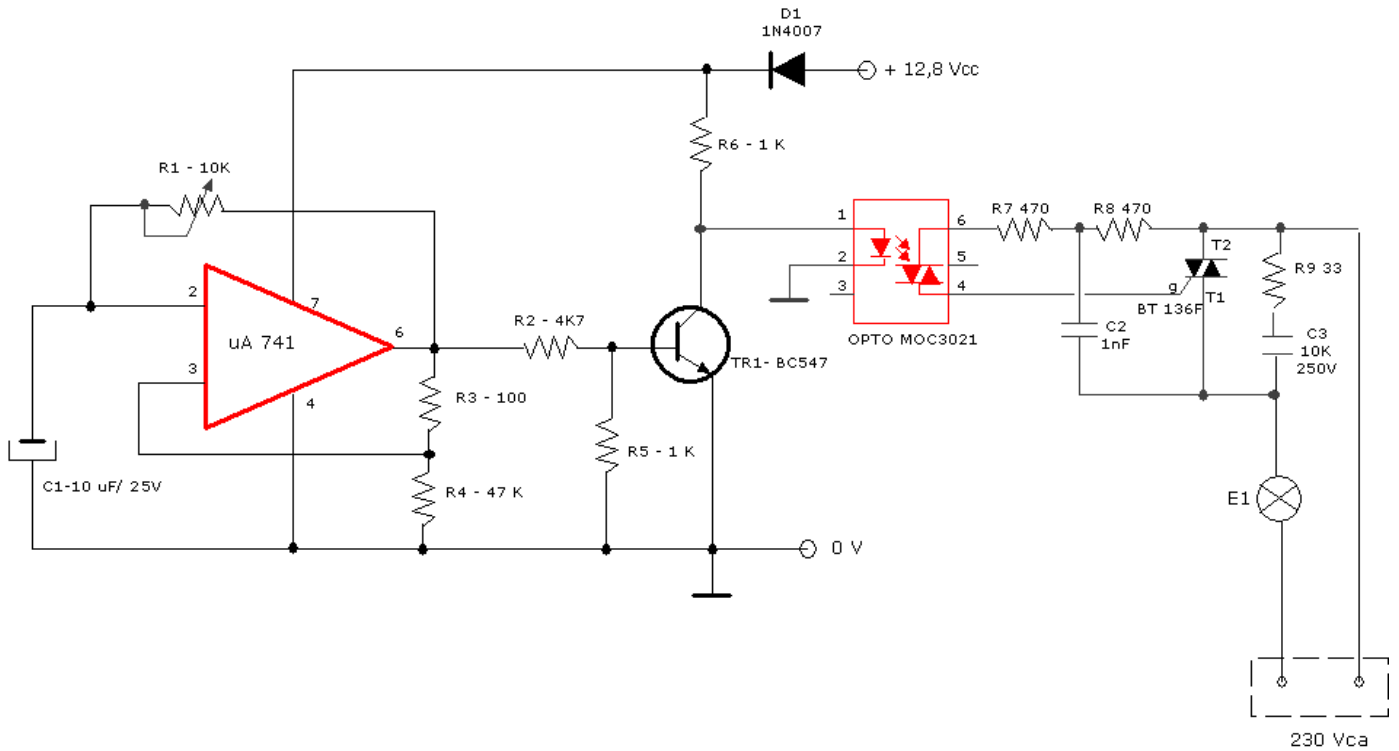 D1
1N4007
+ 12,8 Vcc
R6 - 1 K
R1 - 10K
1
6
R7 470
R8 470
T2
2
5
R9 33
3
4
g
T1
BT 136F
OPTO MOC3021
C2
1nF
C3
10K
250V
2
7
uA 741
6
R2 - 4K7
3
4
TR1- BC547
R3 - 100
R5 - 1 K
C1-10 uF/ 25V
R4 - 47 K
E1
0 V
230 Vca